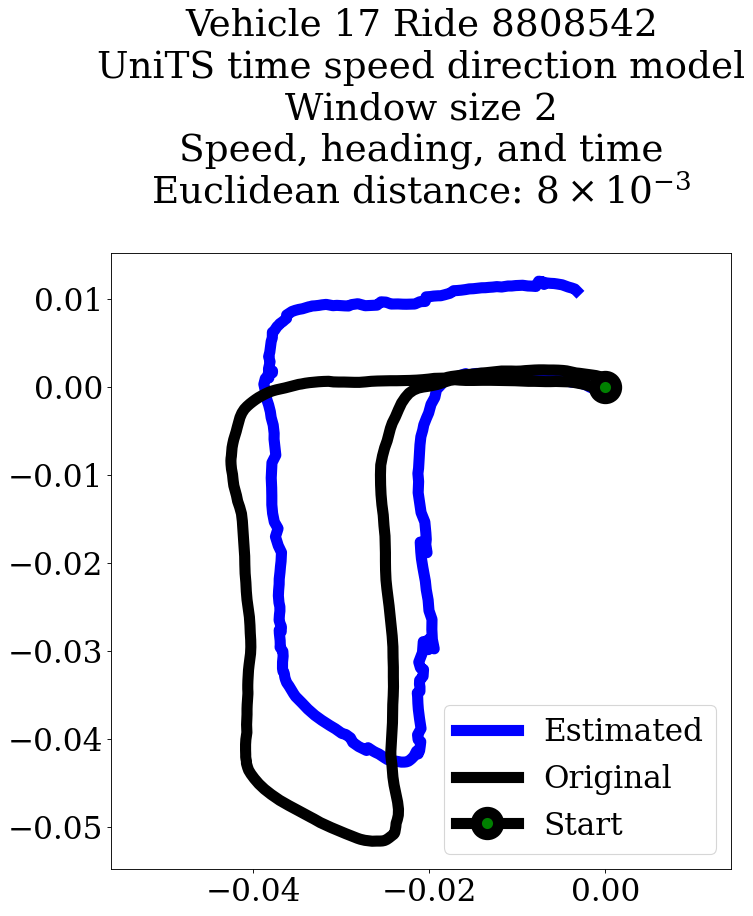 Vehicle 17 Ride 8808542
UniTS time speed direction model
Window size 2
Speed, heading, and time
Euclidean distance: 8 × 10⁻³
0.01
0.00
−0.01
−0.02
−0.03
−0.04
−0.05
Estimated
Original
Start
−0.04 −0.02 0.00